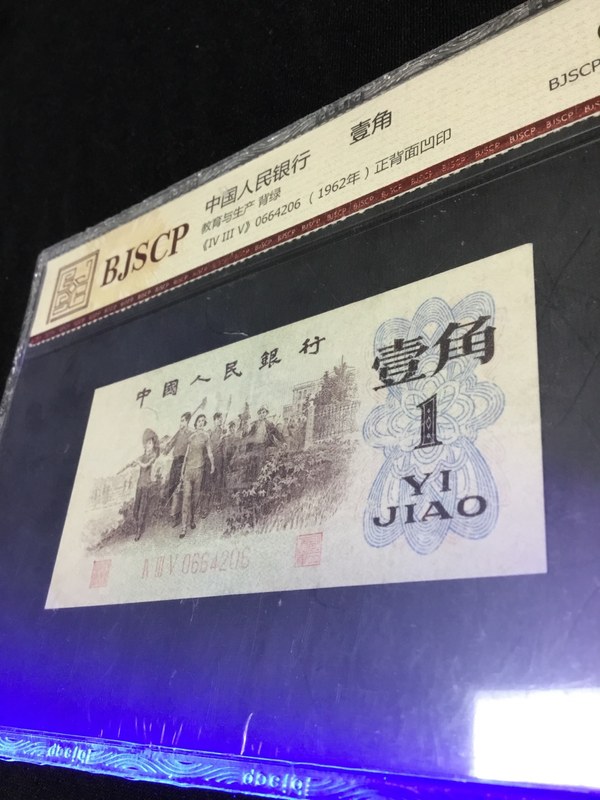 BJSCP
中国人民银行 壹角
教育与生产 背绿
《IV III V》0664206（1962年）正背面凹印
BJSCP
中國人民銀行
壹角
1
YI
JIAO
IV III V 0664206